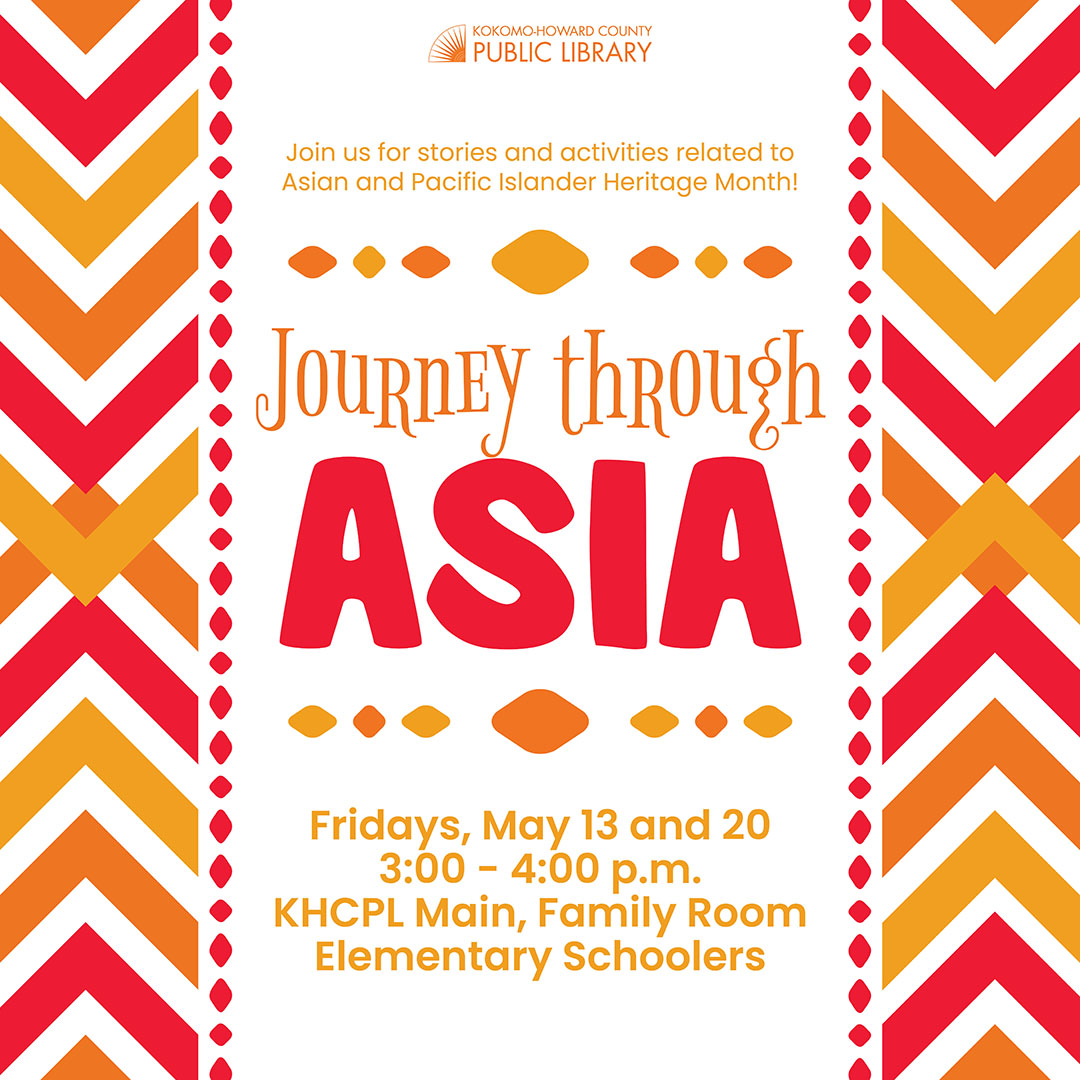 KOKOMO-HOWARD COUNTY
PUBLIC LIBRARY
Join us for stories and activities related to
Asian and Pacific Islander Heritage Month!
Journey through
ASIA
Fridays, May 13 and 20
3:00 - 4:00 p.m.
KHCPL Main, Family Room
Elementary Schoolers